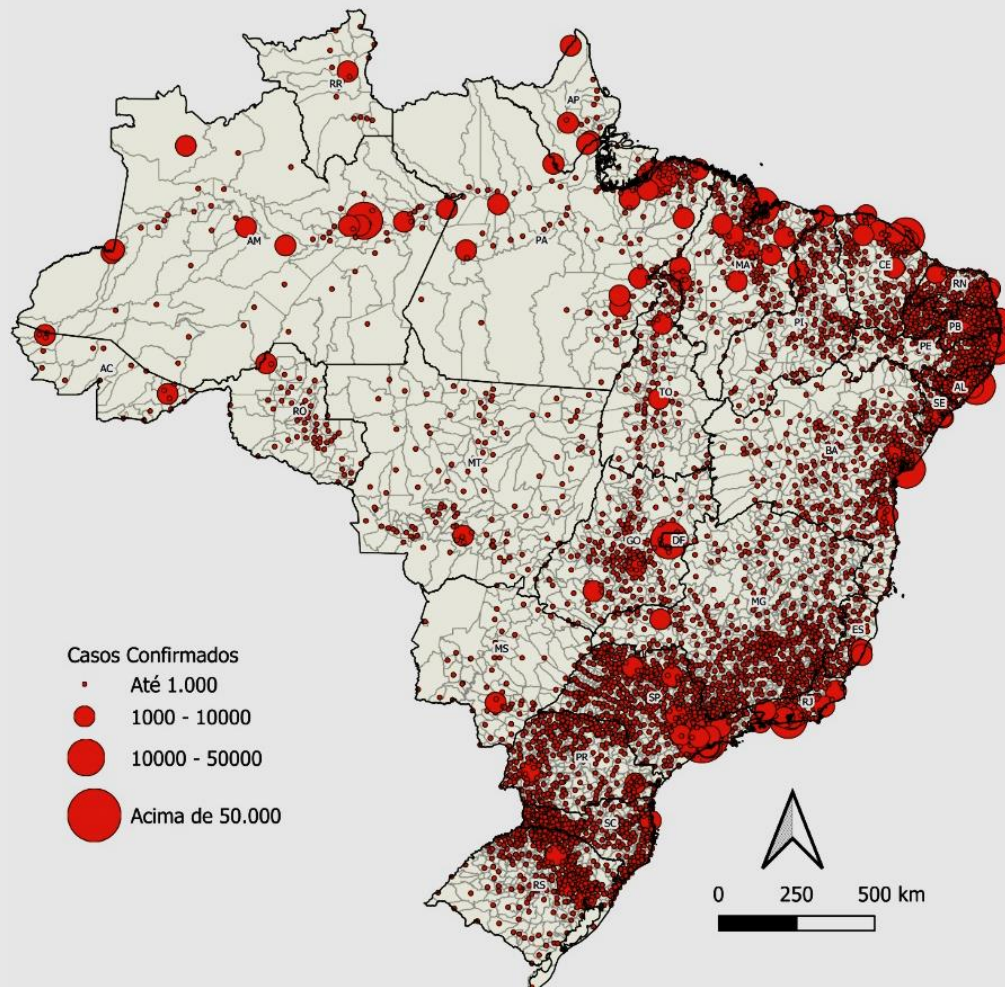 RR
AP
AM
PA
MA
CE
RN
PB
PI
PE
AC
AL
TO
SE
RO
BA
MT
GO
DF
MG
ES
MS
SP
RJ
PR
SC
RS
Casos Confirmados
Até 1.000
1000 - 10000
10000 - 50000
Acima de 50.000
0 250 500 km